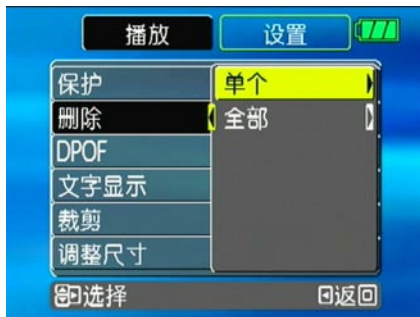 播放 设置
保护 单个
删除 全部
DPOF
文字显示
裁剪
调整尺寸
选择 返回